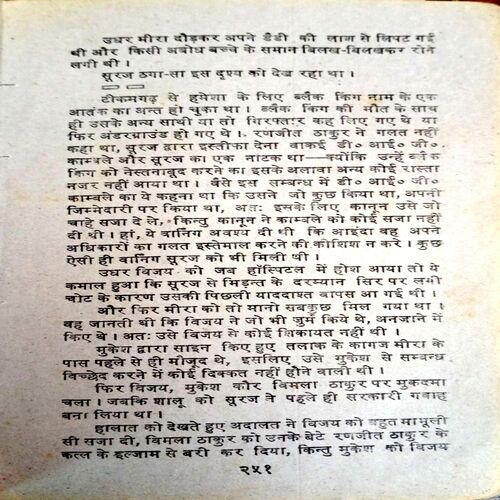 उधर मीरा दौड़कर अपने डैडी की लाश से लिपट गई
थी और किसी अबोध बच्चे के समान बिलख-बिलखकर रोने
लगी थी ।
सूरज ठगा-सा इस दृश्य को देख रहा था ।
टीकमगढ़ से हमेशा के लिए ब्लैक किंग नाम के एक
आतंक का अन्त हो चुका था । ब्लैक किंग की मौत के साथ
ही उसके अन्य साथी या तो गिरफ्तार कह लिए गए थे या
फिर अंडरग्राउंड हो गए थे । रणजीत ठाकुर ने गलत नहीं
कहा था, सूरज द्वारा इस्तीफा देना वाकई डी० आई० जी०
काम्बले और सूरज का एक नाटक था—क्योंकि उन्हें ब्लैक
किंग को नेस्तनाबूद करने का इसके अलावा अन्य कोई रास्ता
नजर नहीं आया था । वैसे इस सम्बन्ध में डी० आई० जी०
काम्बले का ये कहना था कि उसने जो कुछ किया था, अपनी
जिम्मेदारी पर किया था, अतः इसके लिए कानून उसे जो
चाहे सजा दे ले, किन्तु कानून ने काम्बले को कोई सजा नहीं
दी थी । हां, ये वार्निंग अवश्य दी थी कि आइंदा वह अपने
अधिकारों का गलत इस्तेमाल करने की कोशिश न करे । कुछ
ऐसी ही वार्निंग सूरज को भी मिली थी ।
उधर विजय को जब हॉस्पिटल में होश आया तो ये
कमाल हुआ कि सूरज से भिड़न्त के दरम्यान सिर पर लगी
चोट के कारण उसकी पिछली याददाश्त वापस आ गई थी ।
और फिर मीरा को तो मानो सबकुछ मिल गया था ।
वह जानती थी कि विजय ने जो भी जुर्म किये थे, अनजाने में
किए थे । अतः उसे विजय से कोई शिकायत नहीं थी ।
मुकेश द्वारा साइन किए हुए तलाक के कागज मीरा के
पास पहले से ही मौजूद थे, इसलिए उसे मुकेश से सम्बन्ध
विच्छेद करने में कोई दिक्कत नहीं होने वाली थी ।
फिर विजय, मुकेश और बिमला ठाकुर पर मुकदमा
चला । जबकि शालू को सूरज ने पहले ही सरकारी गवाह
बना लिया था ।
हालात को देखते हुए अदालत ने विजय को बहुत मामूली
सी सजा दी, विमला ठाकुर को उनके बेटे रणजीत ठाकुर के
कत्ल के इल्जाम से बरी कर दिया, किन्तु मुकेश को विजय
२५१